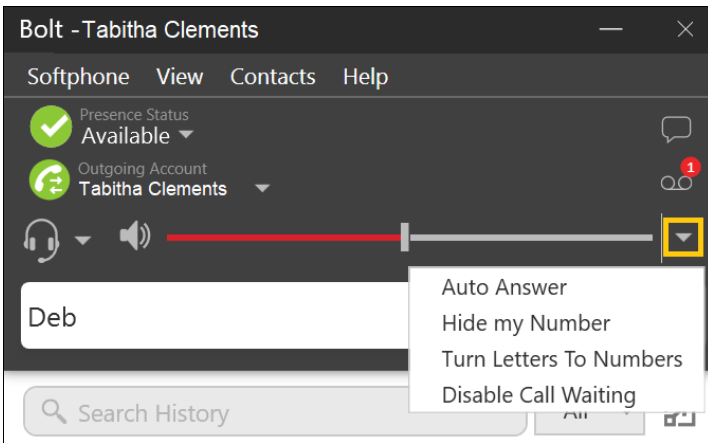 Bolt -Tabitha Clements
Softphone View Contacts Help
Presence Status
Available
Outgoing Account
Tabitha Clements
1
Auto Answer
Hide my Number
Turn Letters To Numbers
Disable Call Waiting
Deb
Search History
All